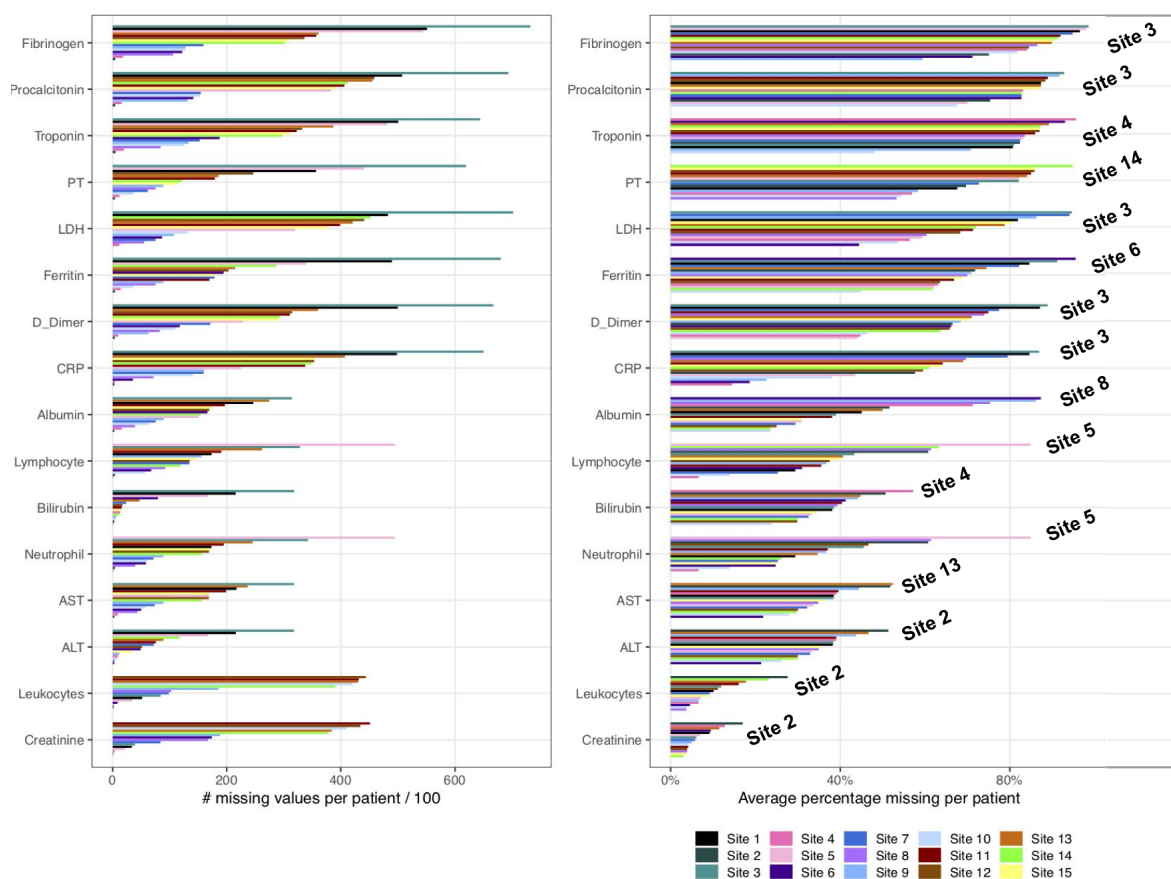 Fibrinogen
Procalcitonin
Troponin
PT
LDH
Ferritin
D_Dimer
CRP
Albumin
Lymphocyte
Bilirubin
Neutrophil
AST
ALT
Leukocytes
Creatinine
0 200 400 600
# missing values per patient / 100
Fibrinogen Site 3
Procalcitonin Site 3
Troponin Site 4
PT Site 14
LDH Site 3
Ferritin Site 6
D_Dimer Site 3
CRP Site 3
Albumin Site 8
Lymphocyte Site 5
Bilirubin Site 4
Neutrophil Site 5
AST Site 13
ALT Site 2
Leukocytes Site 2
Creatinine Site 2
0% 40% 80%
Average percentage missing per patient
Site 1 Site 4 Site 7 Site 10 Site 13
Site 2 Site 5 Site 8 Site 11 Site 14
Site 3 Site 6 Site 9 Site 12 Site 15